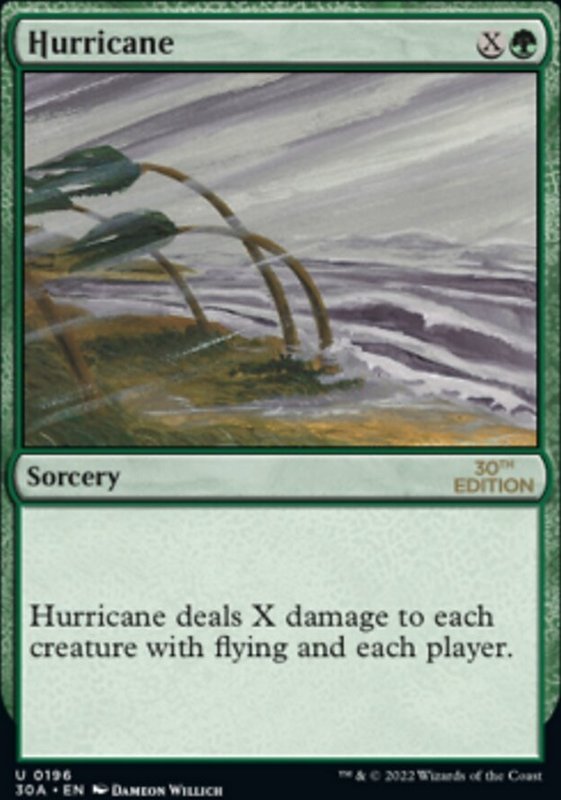 Hurricane X
Sorcery
30TH
EDITION
Hurricane deals X damage to each
creature with flying and each player.
U 0196
30A • EN DAMEON WILLICH
™ & © 2022 Wizards of the Coast